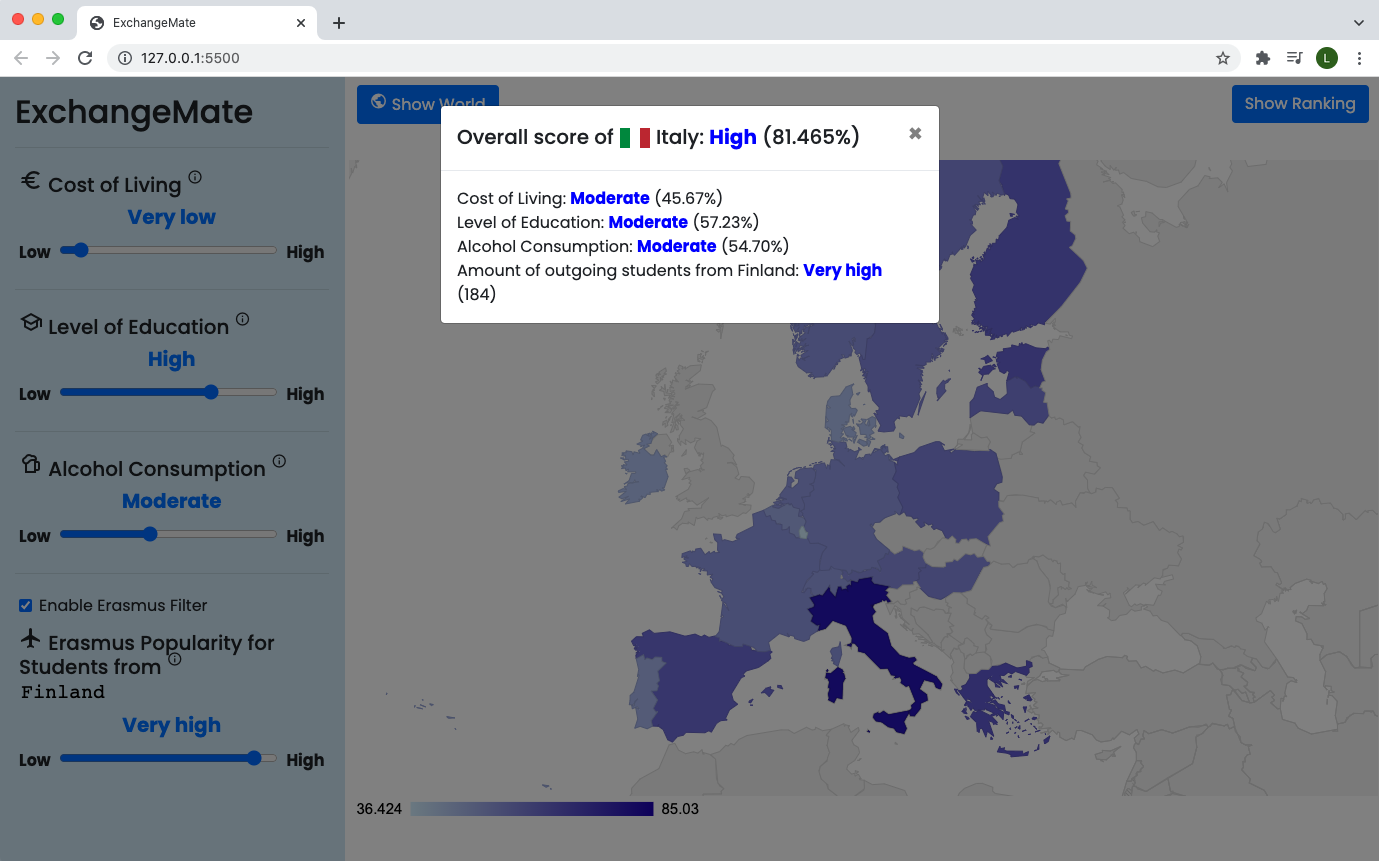 ExchangeMate
127.0.0.1:5500
L
ExchangeMate
Cost of Living
Very low
Low High
Level of Education
High
Low High
Alcohol Consumption
Moderate
Low High
Enable Erasmus Filter
Erasmus Popularity for
Students from
Finland
Very high
Low High
Show World
Show Ranking
Overall score of Italy: High (81.465%)
Cost of Living: Moderate (45.67%)
Level of Education: Moderate (57.23%)
Alcohol Consumption: Moderate (54.70%)
Amount of outgoing students from Finland: Very high
(184)
36.424 85.03